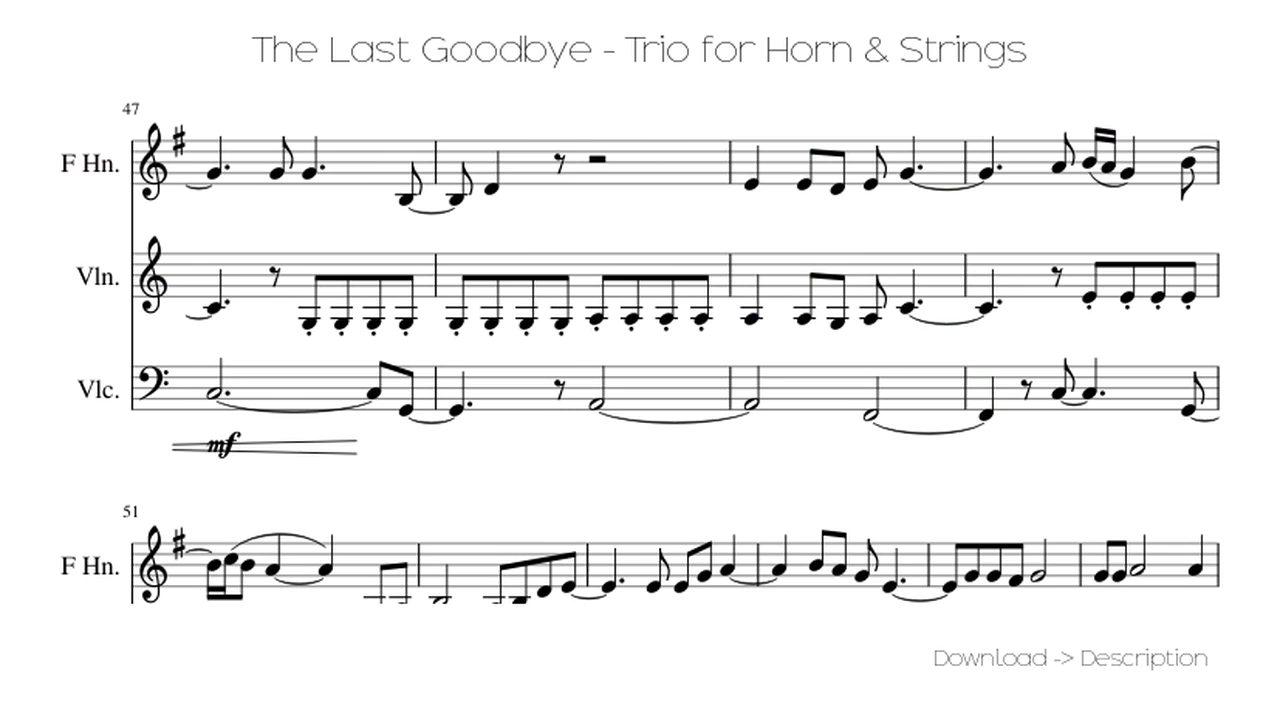 The Last Goodbye - Trio for Horn & Strings
47
F Hn.
Vln.
Vlc.
mf
51
F Hn.
Download -> Description